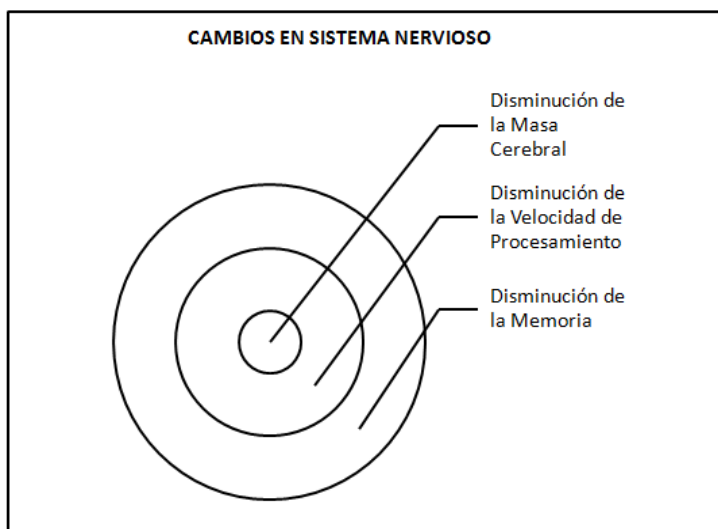 CAMBIOS EN SISTEMA NERVIOSO
Disminución de
la Masa
Cerebral
Disminución de
la Velocidad de
Procesamiento
Disminución de
la Memoria